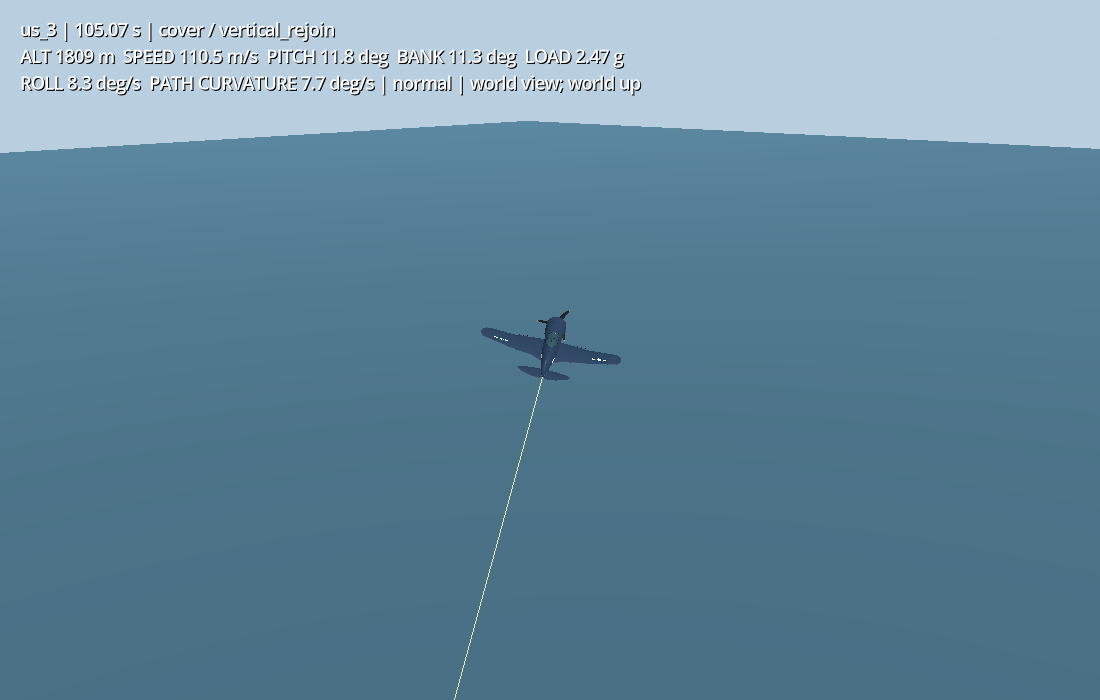 us_3 | 105.07 s | cover / vertical_rejoin
ALT 1809 m  SPEED 110.5 m/s  PITCH 11.8 deg  BANK 11.3 deg  LOAD 2.47 g
ROLL 8.3 deg/s  PATH CURVATURE 7.7 deg/s | normal | world view; world up